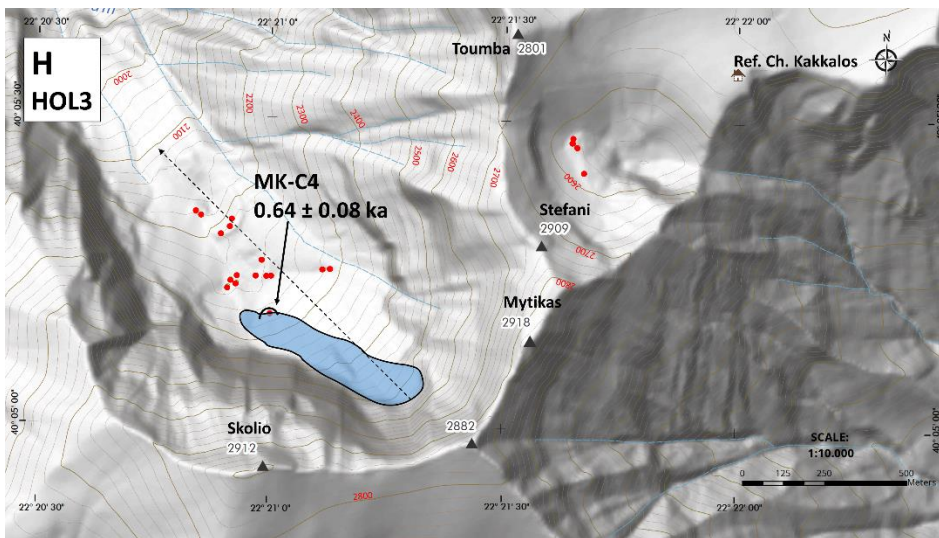 22° 20' 30"
22° 21' 0"
22° 21' 30"
22° 22' 00"
H
HOL3
Toumba
2801
Ref. Ch. Kakkalos
N
40° 05' 30"
2000
2100
2200
2300
2400
2500
2600
2700
2600
MK-C4
0.64 ± 0.08 ka
Stefani
2909
2700
2800
Mytikas
2918
40° 05' 00"
40° 05' 00"
Skolio
2912
2882
2800
SCALE:
1:10.000
0 125 250 500
Meters
22° 20' 30"
22° 21' 0"
22° 21' 30"
22° 22' 00"